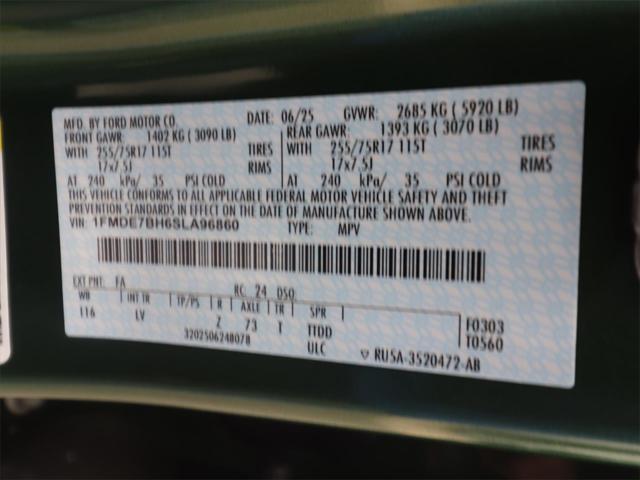 MFD. BY FORD MOTOR CO. DATE: 06/25 GVWR: 2685 KG ( 5920 LB)
FRONT GAWR: 1402 KG ( 3090 LB) REAR GAWR: 1393 KG ( 3070 LB)
WITH 255/75R17 115T TIRES WITH 255/75R17 115T TIRES
17x7.5J RIMS 17x7.5J RIMS
AT 240 kPa/ 35 PSI COLD AT 240 kPa/ 35 PSI COLD
THIS VEHICLE CONFORMS TO ALL APPLICABLE FEDERAL MOTOR VEHICLE SAFETY AND THEFT
PREVENTION STANDARDS IN EFFECT ON THE DATE OF MANUFACTURE SHOWN ABOVE.
VIN: 1FMDE7BH6SLA96860 TYPE: MPV
EXT PNT: FA RC: 24 DSO:
WB INT TR TP/PS R AXLE TR SPR
116 LV Z 73 T TTDD F0303
3202506248078 ULC T0560
RU5A-3520472-AB